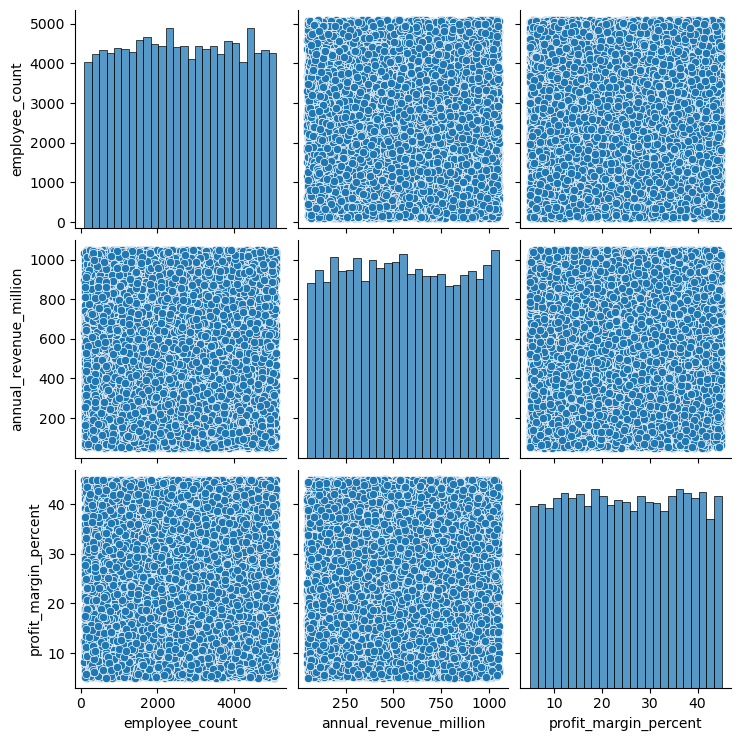 employee_count
5000
4000
3000
2000
1000
0
annual_revenue_million
1000
800
600
400
200
profit_margin_percent
40
30
20
10
0 2000 4000
250 500 750 1000
10 20 30 40
employee_count
annual_revenue_million
profit_margin_percent